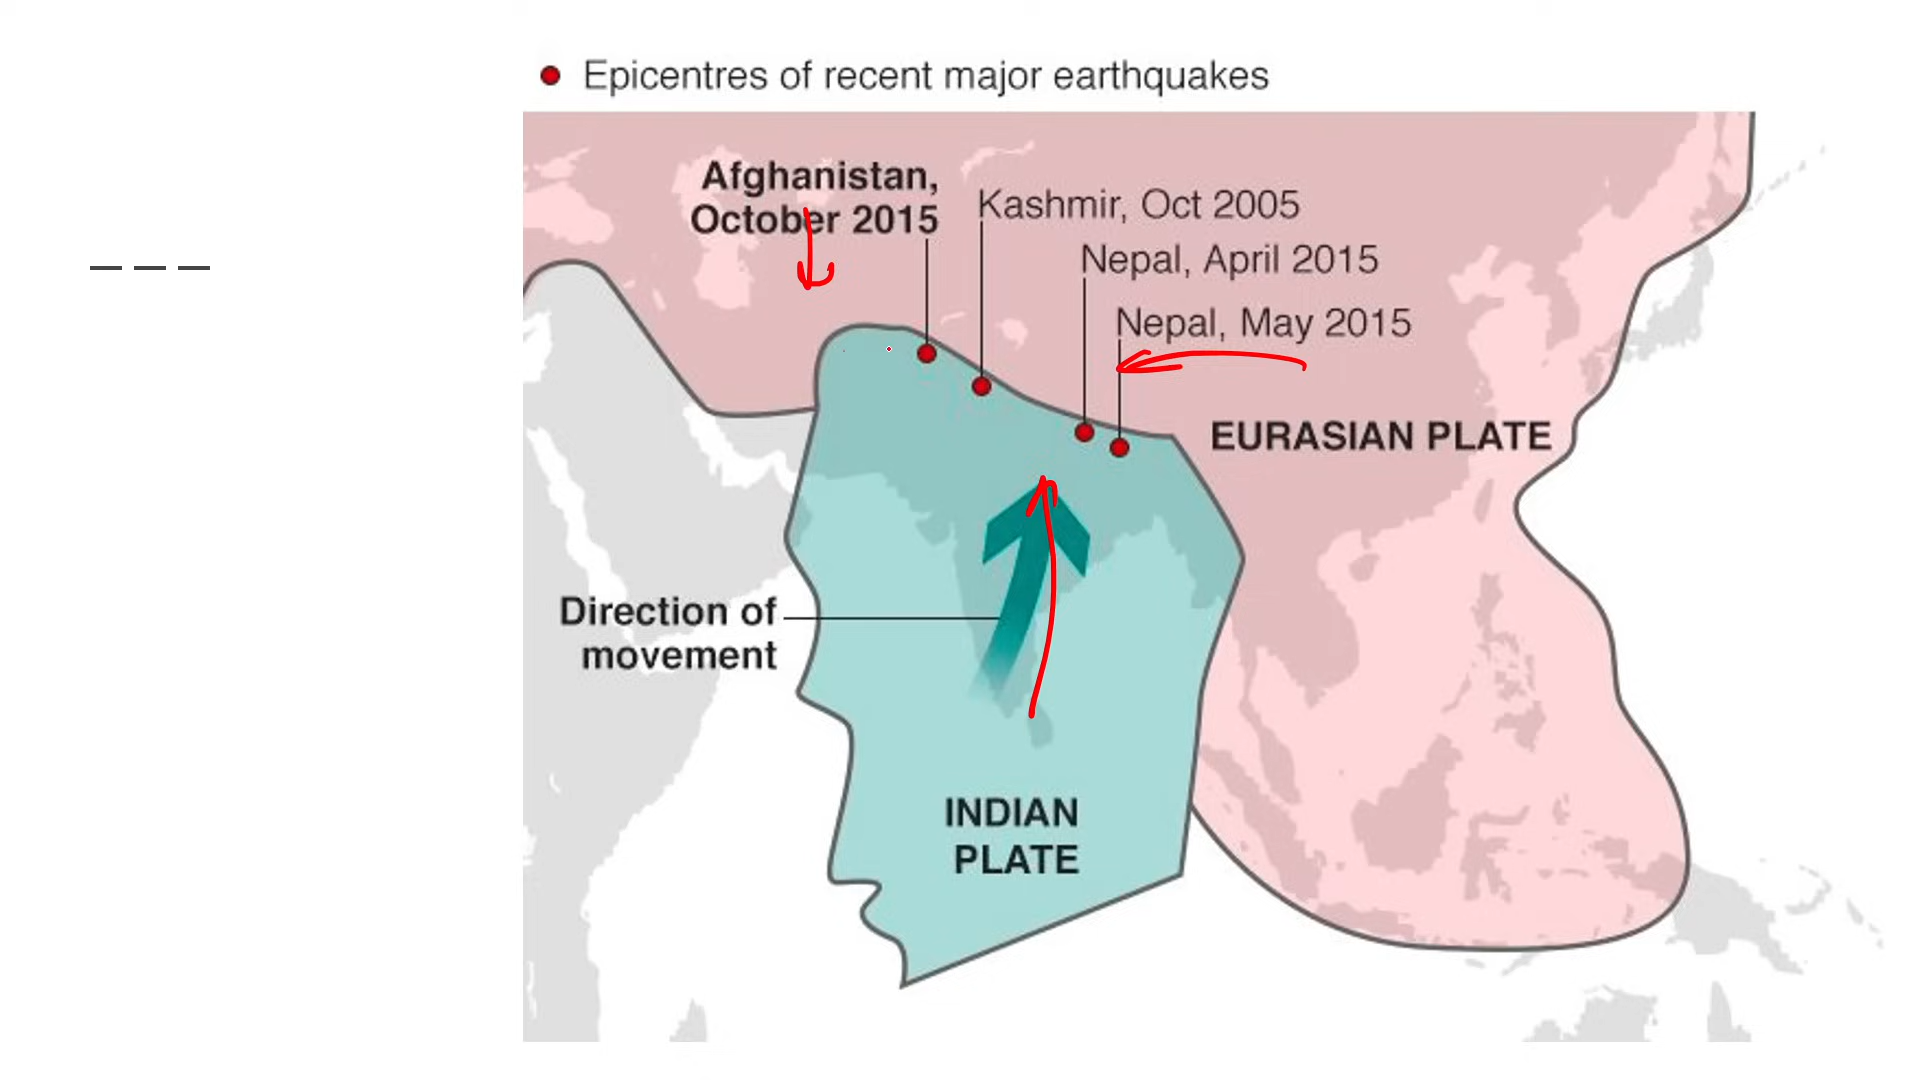 Epicentres of recent major earthquakes
Afghanistan,
October 2015
Kashmir, Oct 2005
Nepal, April 2015
Nepal, May 2015
EURASIAN PLATE
Direction of
movement
INDIAN
PLATE